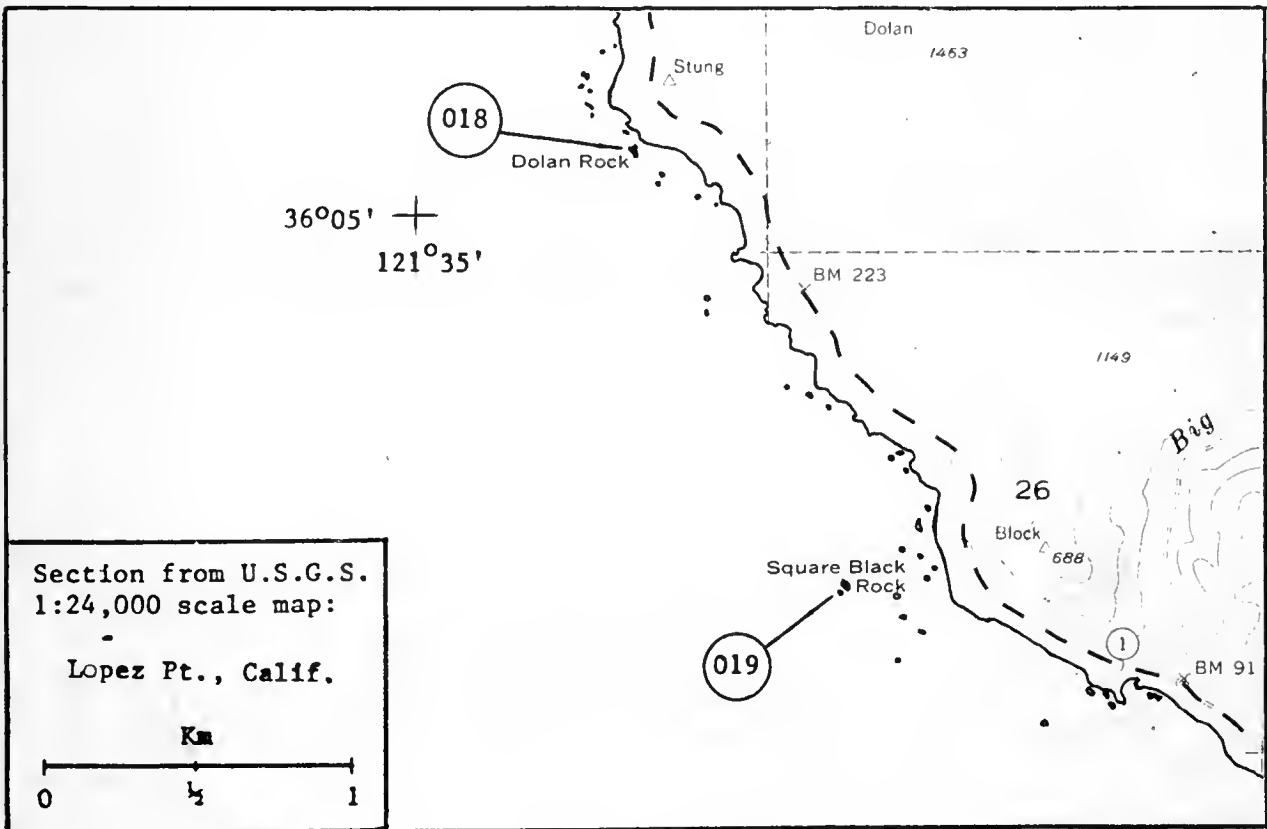 Dolan
1463
Stung
018
Dolan Rock
36°05'
121°35'
BM 223
1149
Big
26
Block
688
Square Black
Rock
019
1
BM 91
Section from U.S.G.S.
1:24,000 scale map:
Lopez Pt., Calif.
Km
0 ½ 1